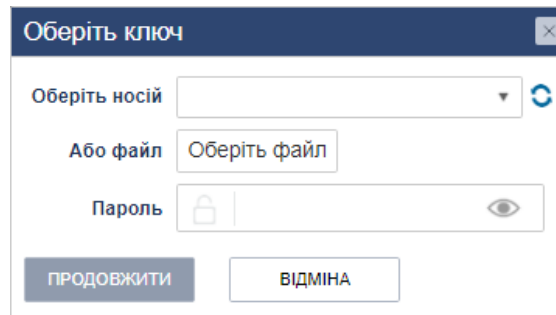 Оберіть ключ
Оберіть носій
Або файл Оберіть файл
Пароль
ПРОДОВЖИТИ ВІДМІНА